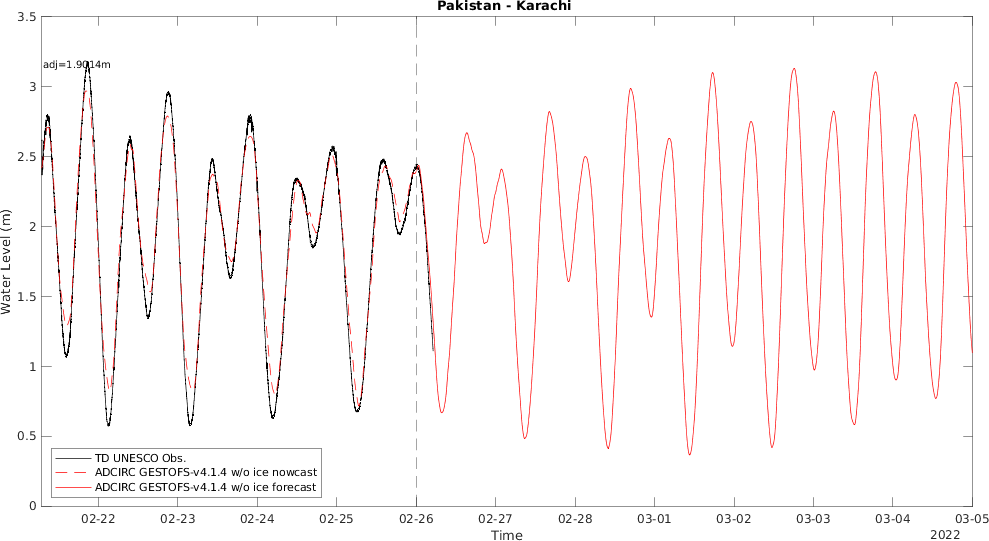 Pakistan - Karachi
3.5
adj=1.9014m
3
2.5
2
1.5
1
0.5
0
Water Level (m)
TD UNESCO Obs.
ADCIRC GESTOFS-v4.1.4 w/o ice nowcast
ADCIRC GESTOFS-v4.1.4 w/o ice forecast
02-22 02-23 02-24 02-25 02-26 02-27 02-28 03-01 03-02 03-03 03-04 03-05
Time
2022